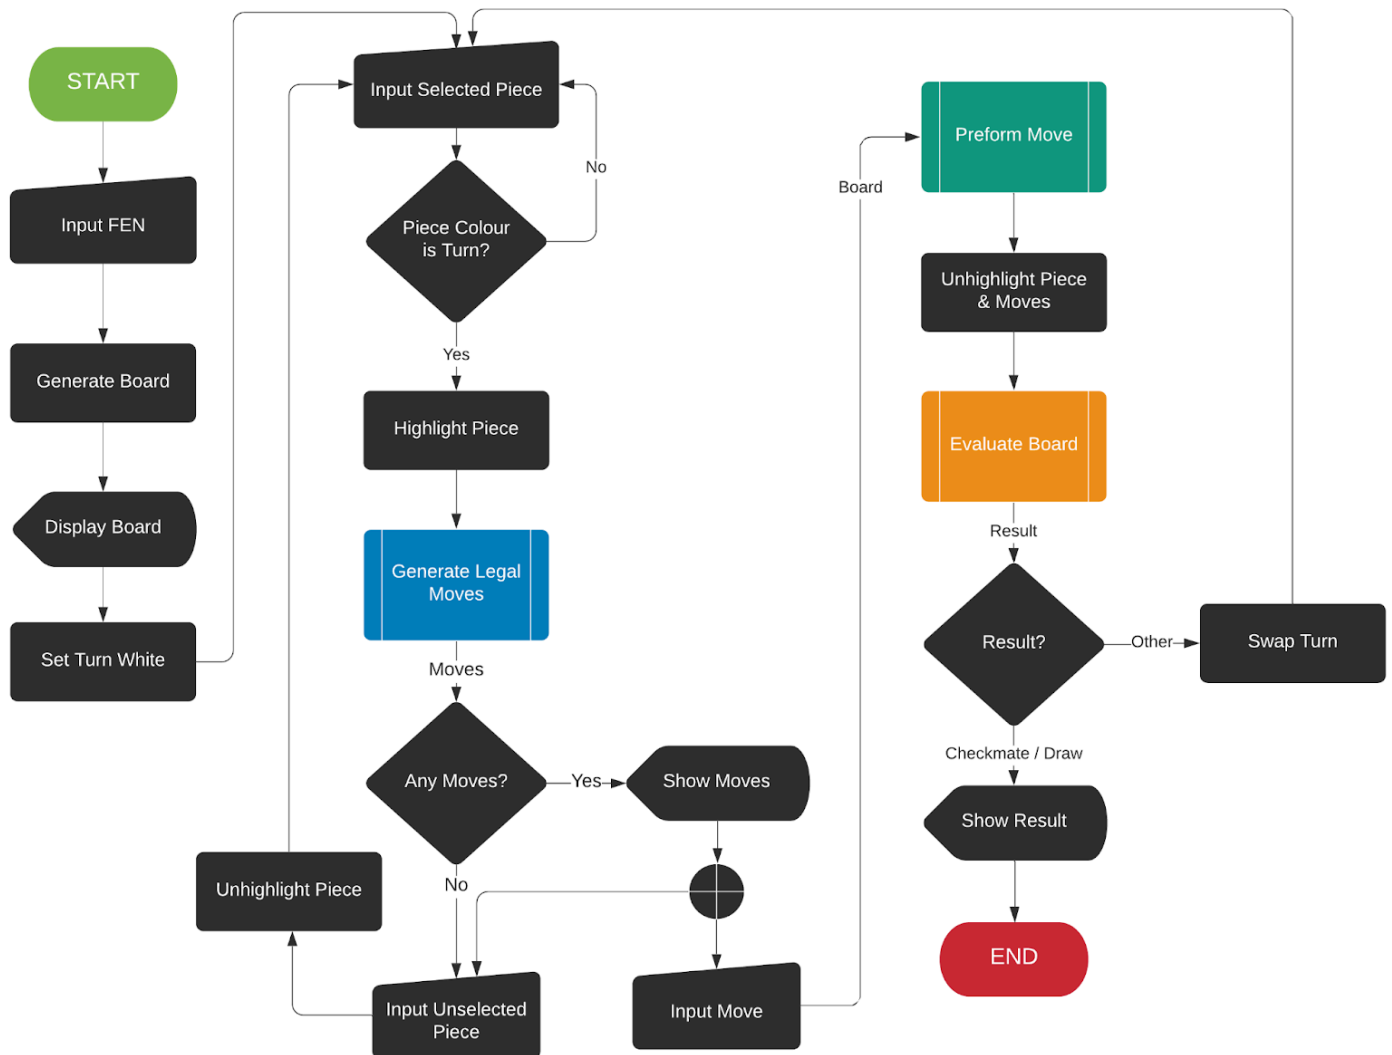 START
Input FEN
Generate Board
Display Board
Set Turn White
Input Selected Piece
No
Piece Colour
is Turn?
Yes
Highlight Piece
Generate Legal
Moves
Moves
Any Moves?
Yes
Show Moves
No
Unhighlight Piece
Input Unselected
Piece
Input Move
Board
Preform Move
Unhighlight Piece
& Moves
Evaluate Board
Result
Result?
Other
Swap Turn
Checkmate / Draw
Show Result
END